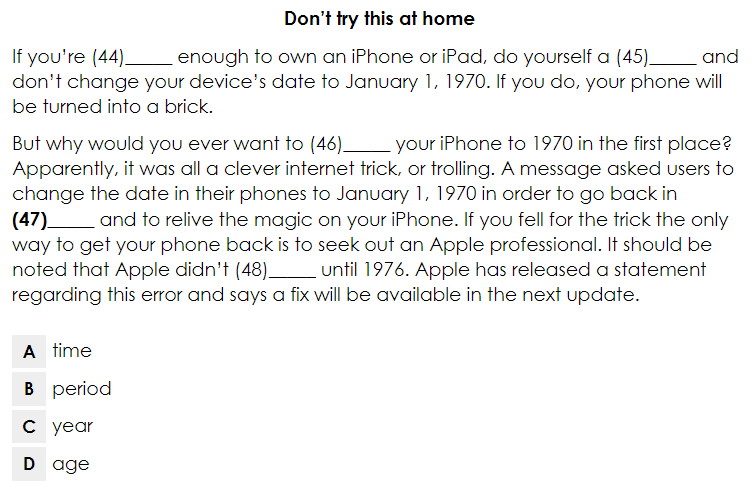 Don't try this at home
If you're (44)_____ enough to own an iPhone or iPad, do yourself a (45)_____ and
don't change your device's date to January 1, 1970. If you do, your phone will
be turned into a brick.
But why would you ever want to (46)_____ your iPhone to 1970 in the first place?
Apparently, it was all a clever internet trick, or trolling. A message asked users to
change the date in their phones to January 1, 1970 in order to go back in
(47)_____ and to relive the magic on your iPhone. If you fell for the trick the only
way to get your phone back is to seek out an Apple professional. It should be
noted that Apple didn't (48)_____ until 1976. Apple has released a statement
regarding this error and says a fix will be available in the next update.
A time
B period
C year
D age